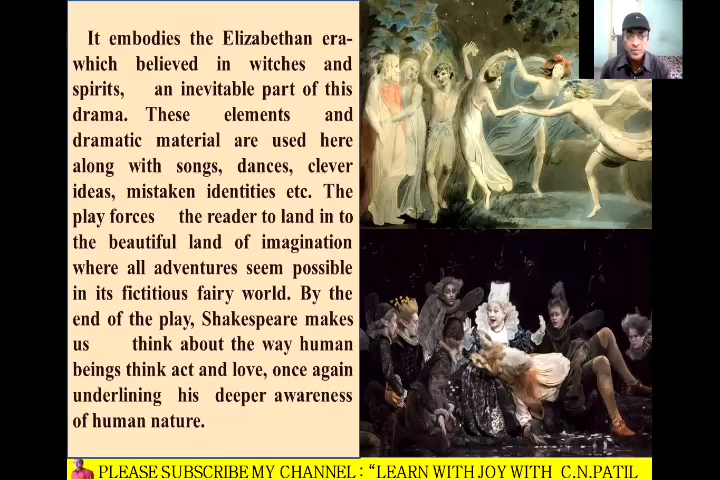 It embodies the Elizabethan era-
which believed in witches and
spirits, an inevitable part of this
drama. These elements and
dramatic material are used here
along with songs, dances, clever
ideas, mistaken identities etc. The
play forces the reader to land in to
the beautiful land of imagination
where all adventures seem possible
in its fictitious fairy world. By the
end of the play, Shakespeare makes
us think about the way human
beings think act and love, once again
underlining his deeper awareness
of human nature.
PLEASE SUBSCRIBE MY CHANNEL : “LEARN WITH JOY WITH C.N.PATIL